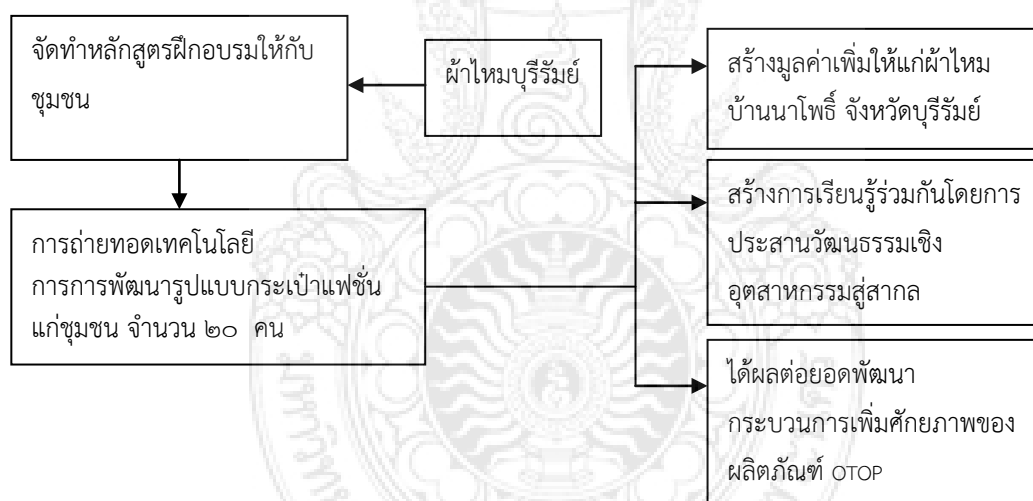 จัดทำหลักสูตรฝึกอบรมให้กับ
ชุมชน
ผ้าไหมบุรีรัมย์
สร้างมูลค่าเพิ่มให้แก่ผ้าไหม
บ้านนาโพธิ์ จังหวัดบุรีรัมย์
การถ่ายทอดเทคโนโลยี
การการพัฒนารูปแบบกระเป๋าแฟชั่น
แก่ชุมชน จำนวน ๒๐ คน
สร้างการเรียนรู้ร่วมกันโดยการ
ประสานวัฒนธรรมเชิง
อุตสาหกรรมสู่สากล
ได้ผลต่อยอดพัฒนา
กระบวนการเพิ่มศักยภาพของ
ผลิตภัณฑ์ OTOP